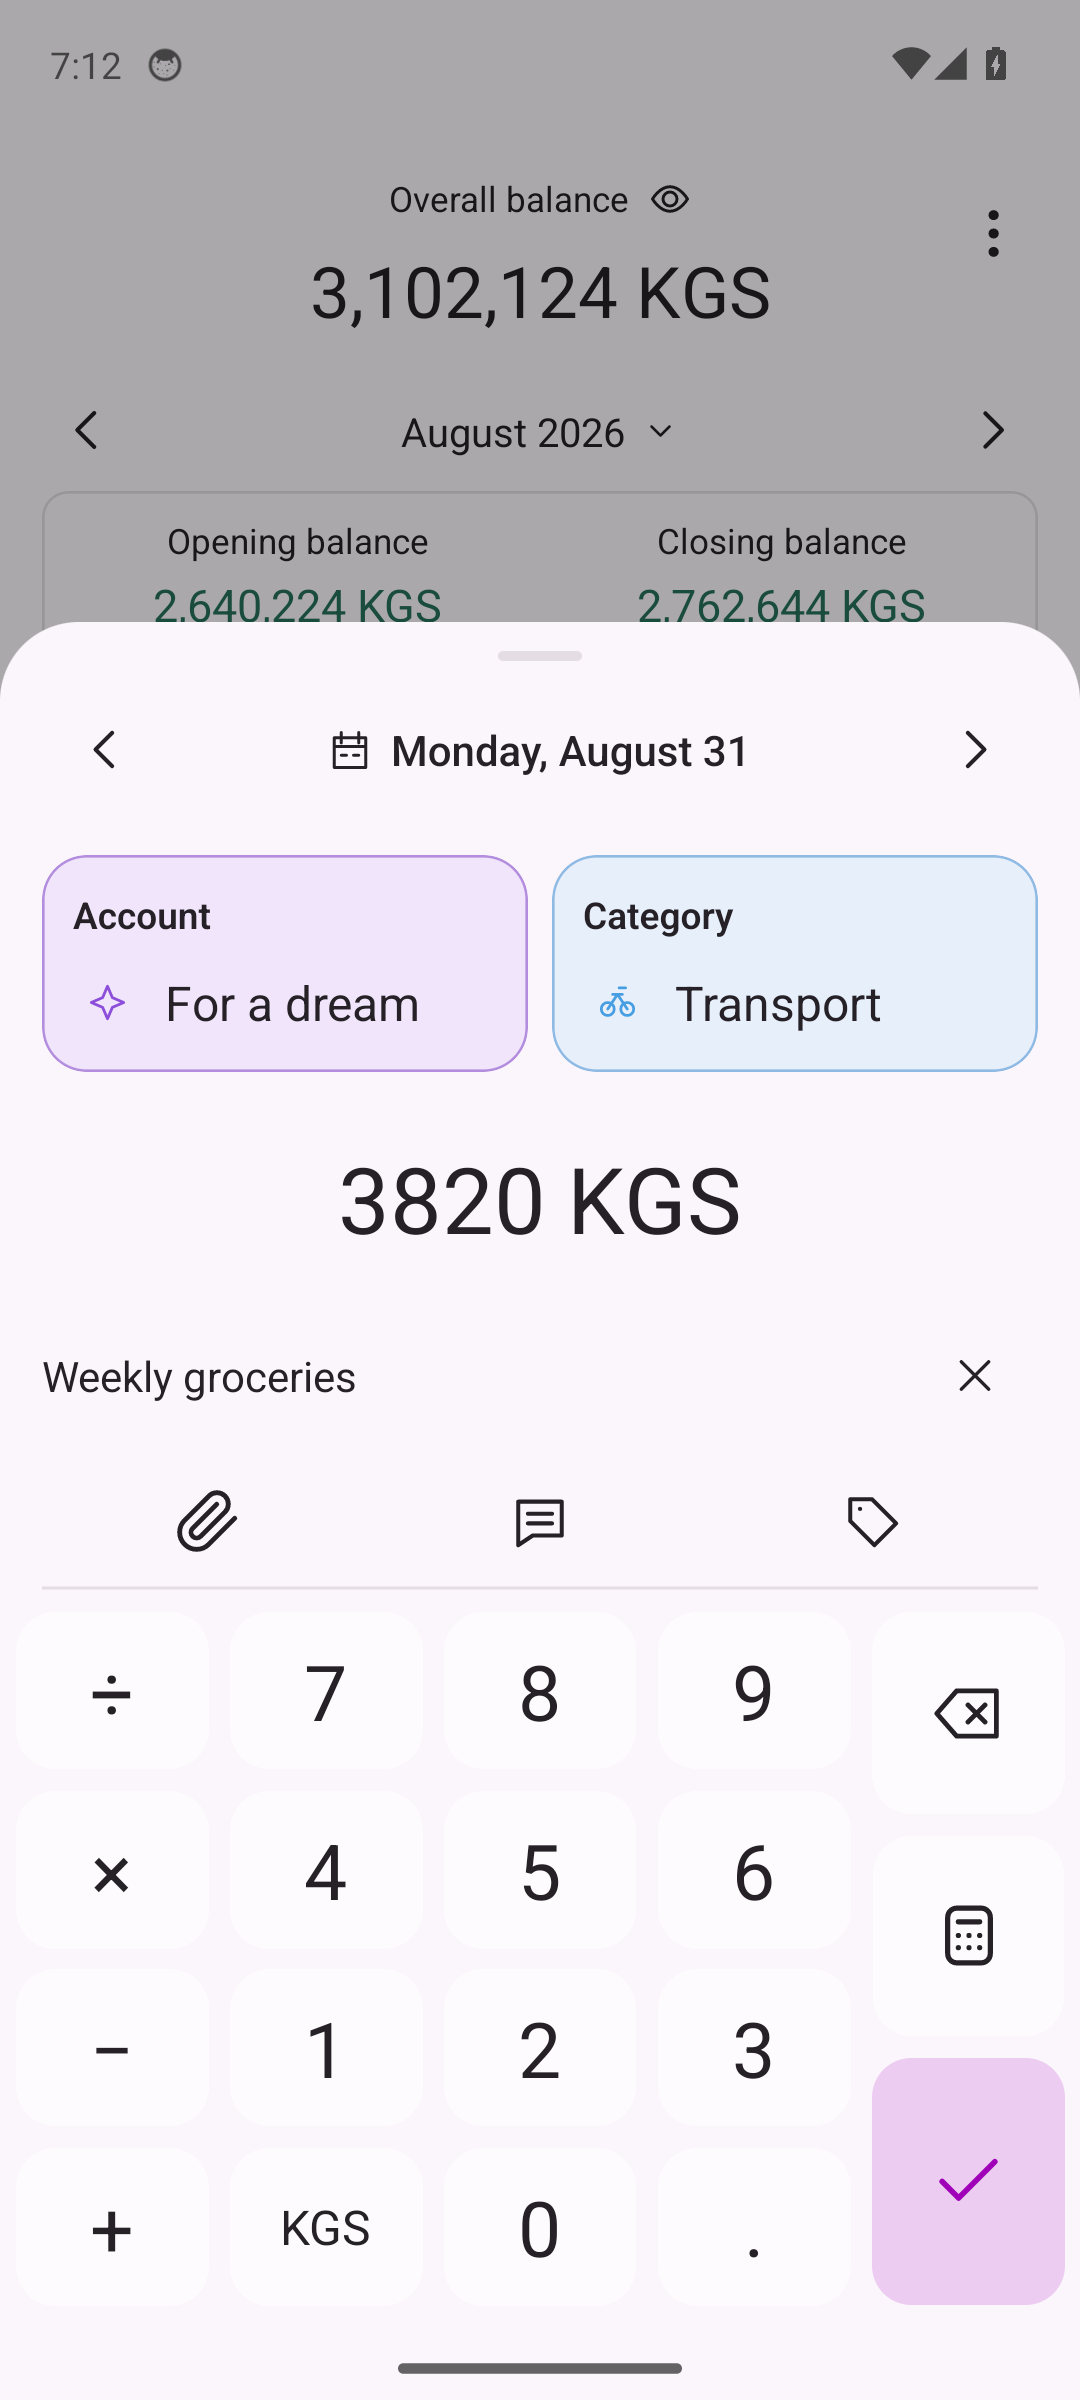 7:12
Overall balance
3,102,124 KGS
August 2026
Opening balance
Closing balance
2,640,224 KGS
2,762,644 KGS
Monday, August 31
Account
Category
For a dream
Transport
3820 KGS
Weekly groceries
÷ 7 8 9
× 4 5 6
− 1 2 3
+ KGS 0 .